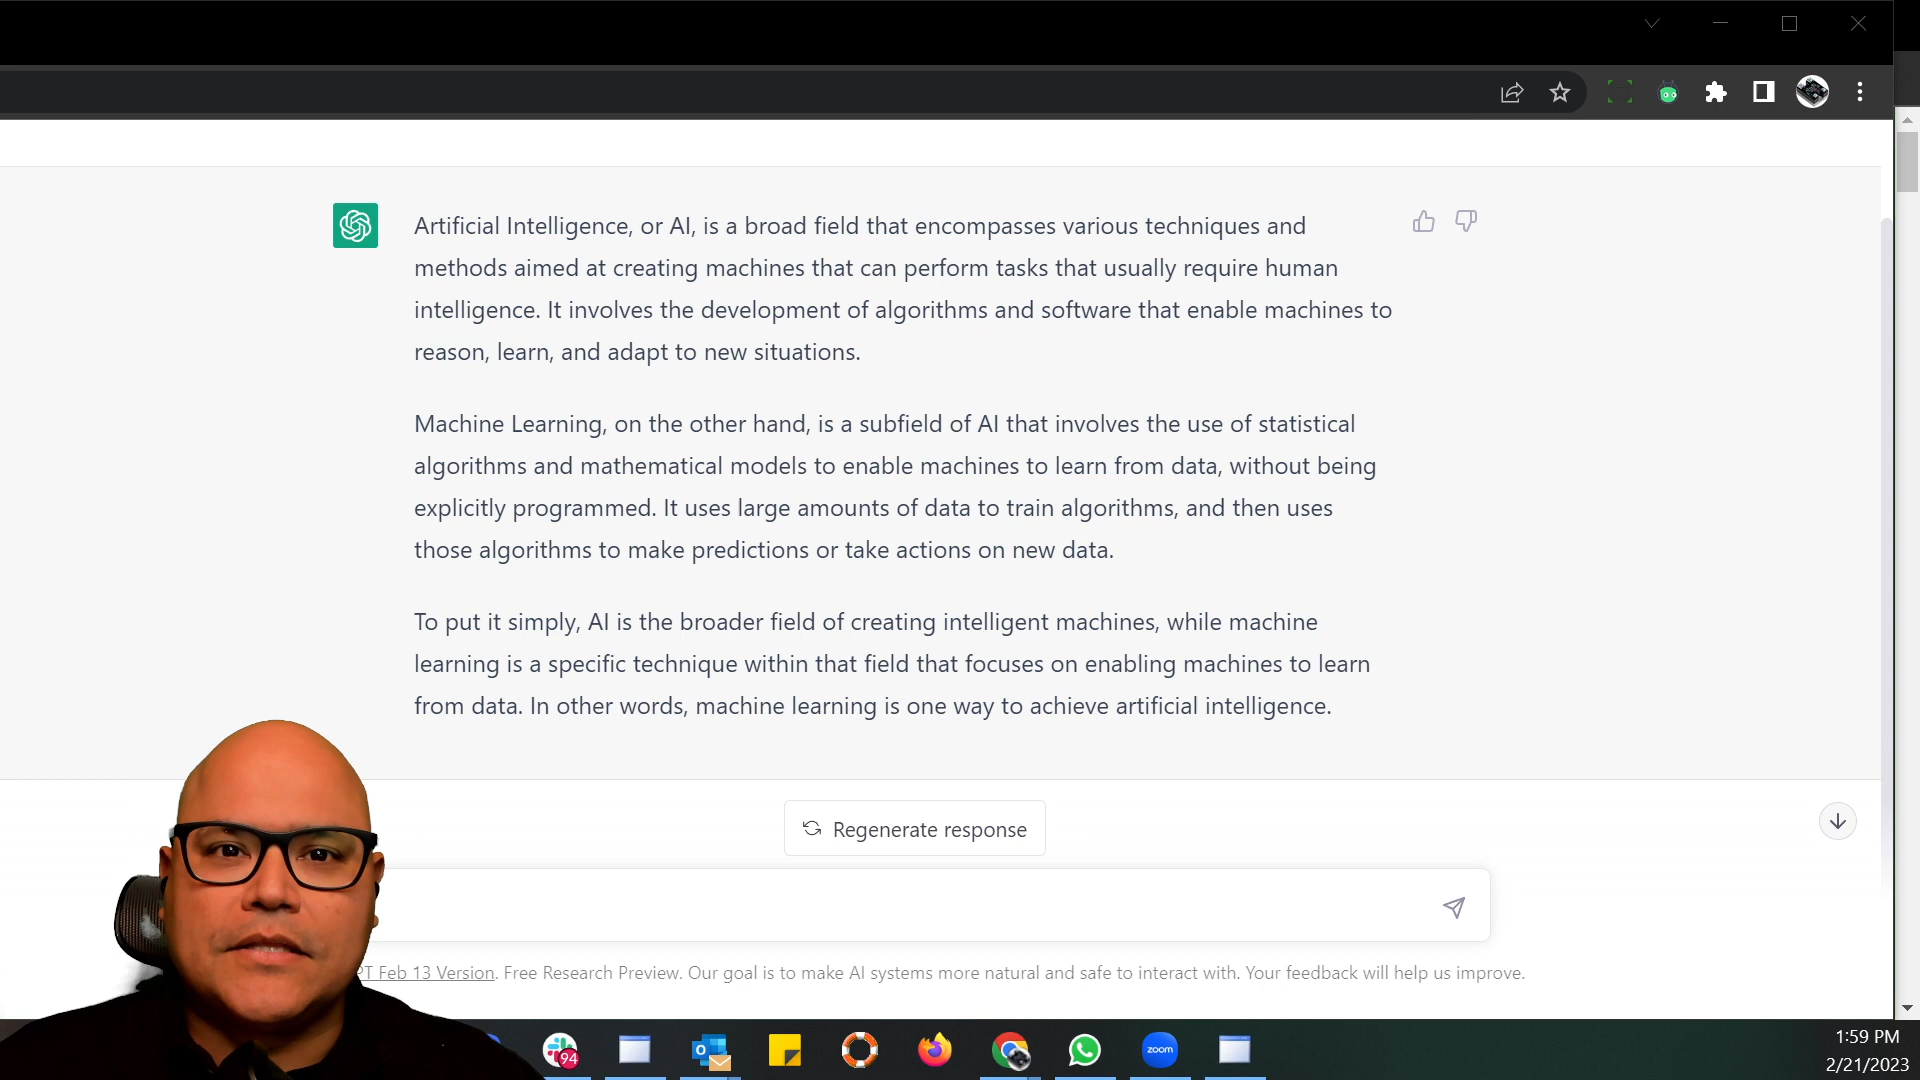 Artificial Intelligence, or AI, is a broad field that encompasses various techniques and
methods aimed at creating machines that can perform tasks that usually require human
intelligence. It involves the development of algorithms and software that enable machines to
reason, learn, and adapt to new situations.
Machine Learning, on the other hand, is a subfield of AI that involves the use of statistical
algorithms and mathematical models to enable machines to learn from data, without being
explicitly programmed. It uses large amounts of data to train algorithms, and then uses
those algorithms to make predictions or take actions on new data.
To put it simply, AI is the broader field of creating intelligent machines, while machine
learning is a specific technique within that field that focuses on enabling machines to learn
from data. In other words, machine learning is one way to achieve artificial intelligence.
Regenerate response
PT Feb 13 Version. Free Research Preview. Our goal is to make AI systems more natural and safe to interact with. Your feedback will help us improve.
94
zoom
1:59 PM
2/21/2023